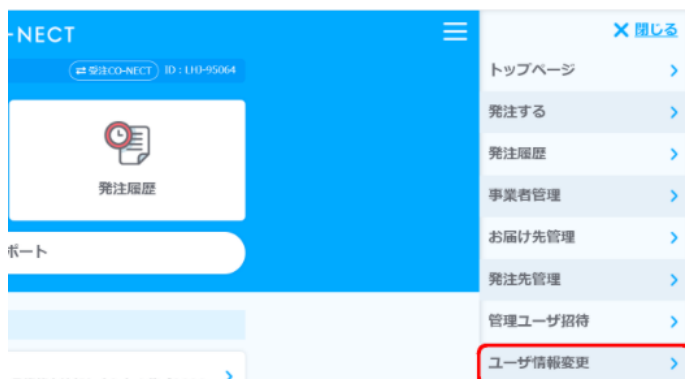 -NECT
⇄ 受注CO-NECT ID : LHJ-95064
発注履歴
ポート
× 閉じる
トップページ
発注する
発注履歴
事業者管理
お届け先管理
発注先管理
管理ユーザ招待
ユーザ情報変更